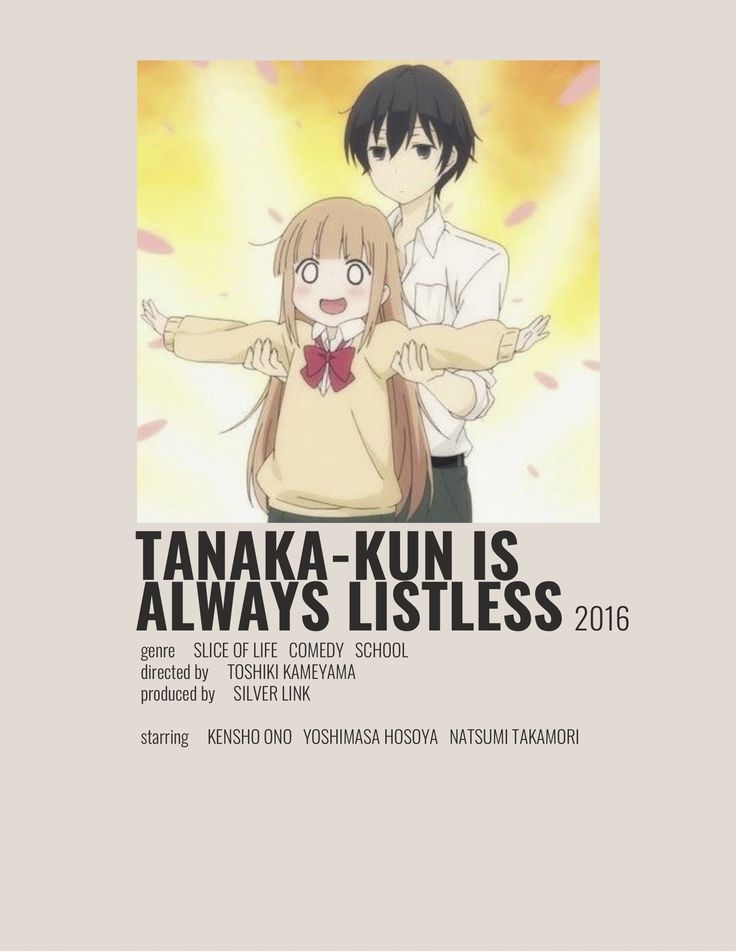 TANAKA-KUN IS
ALWAYS LISTLESS 2016
genre SLICE OF LIFE COMEDY SCHOOL
directed by TOSHIKI KAMEYAMA
produced by SILVER LINK
starring KENSHO ONO YOSHIMASA HOSOYA NATSUMI TAKAMORI